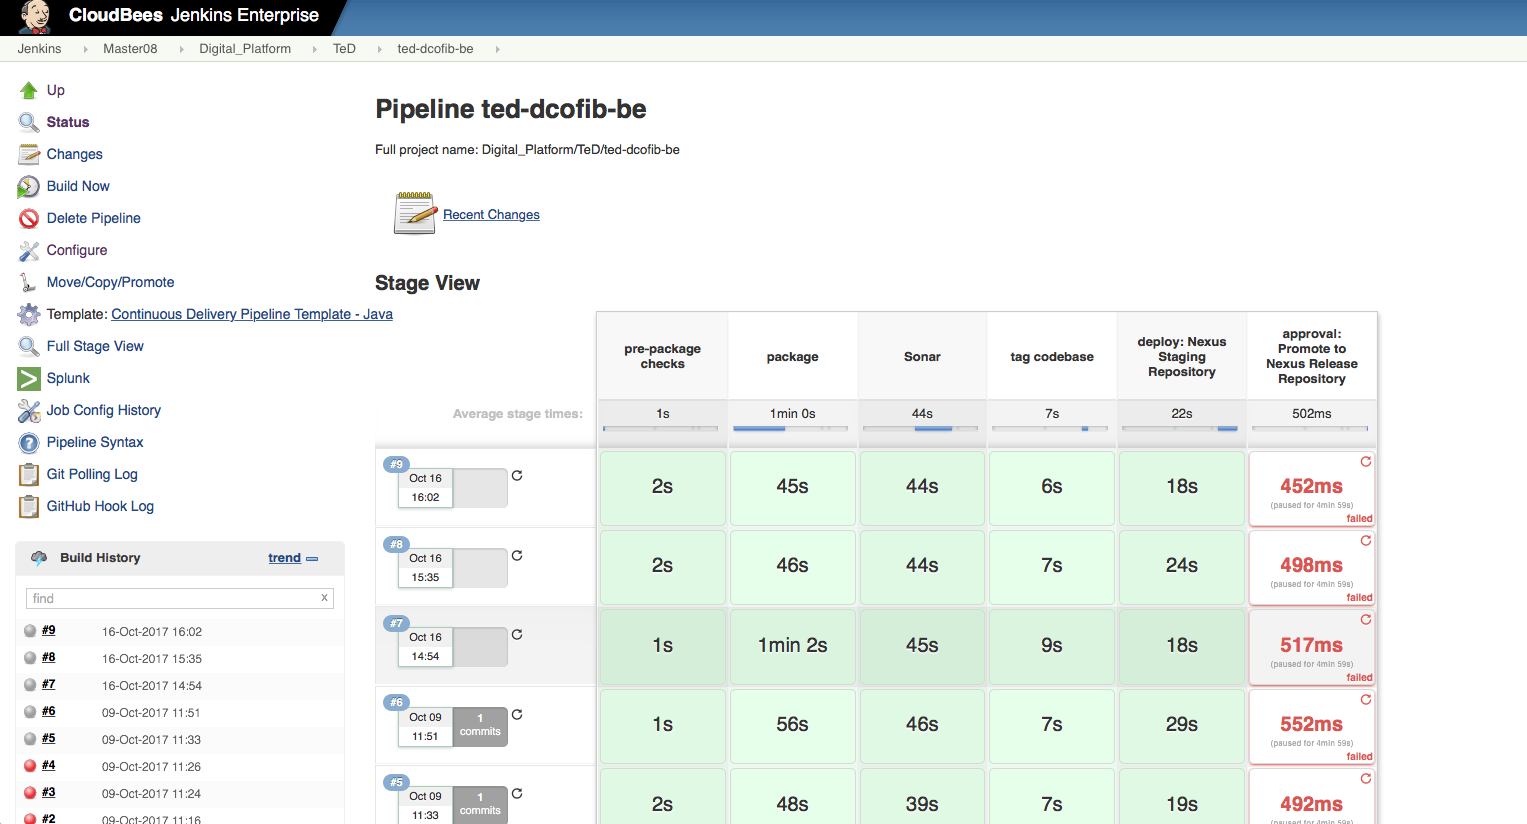 CloudBees Jenkins Enterprise
Jenkins Master08 Digital_Platform TeD ted-dcofib-be
Up
Status
Changes
Build Now
Delete Pipeline
Configure
Move/Copy/Promote
Template: Continuous Delivery Pipeline Template - Java
Full Stage View
Splunk
Job Config History
Pipeline Syntax
Git Polling Log
GitHub Hook Log
Build History trend
find x
#9 16-Oct-2017 16:02
#8 16-Oct-2017 15:35
#7 16-Oct-2017 14:54
#6 09-Oct-2017 11:51
#5 09-Oct-2017 11:33
#4 09-Oct-2017 11:26
#3 09-Oct-2017 11:24
#2 09-Oct-2017 11:16
Pipeline ted-dcofib-be
Full project name: Digital_Platform/TeD/ted-dcofib-be
Recent Changes
Stage View
pre-package
checks
package
Sonar
tag codebase
deploy: Nexus
Staging
Repository
approval:
Promote to
Nexus Release
Repository
Average stage times: 1s 1min 0s 44s 7s 22s 502ms
#9
Oct 16
16:02
2s 45s 44s 6s 18s 452ms
(paused for 4min 59s)
failed
#8
Oct 16
15:35
2s 46s 44s 7s 24s 498ms
(paused for 4min 59s)
failed
#7
Oct 16
14:54
1s 1min 2s 45s 9s 18s 517ms
(paused for 4min 59s)
failed
#6
Oct 09
11:51
1
commits
1s 56s 46s 7s 29s 552ms
(paused for 4min 59s)
failed
#5
Oct 09
11:33
1
commits
2s 48s 39s 7s 19s 492ms
(paused for 4min 59s)